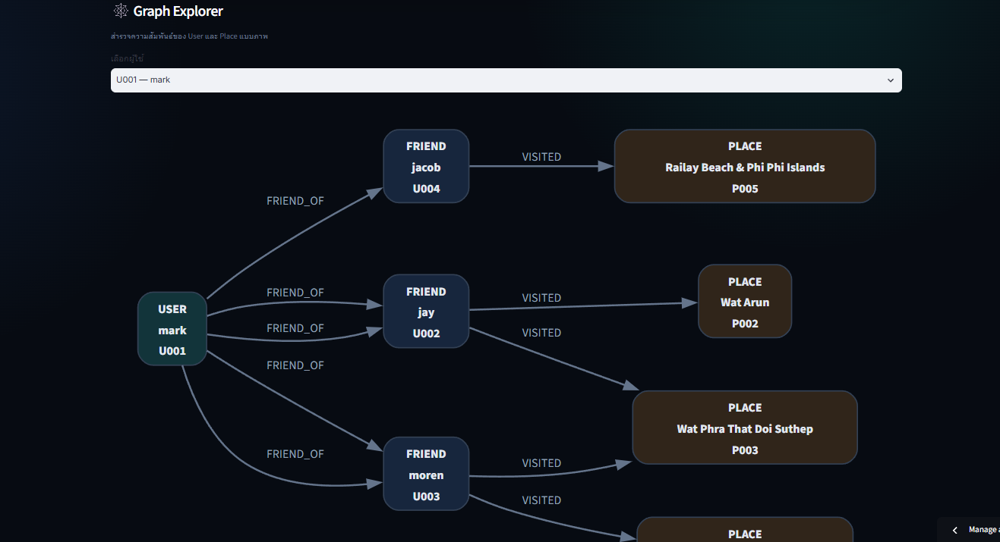 Graph Explorer
สำรวจความสัมพันธ์ของ User และ Place แบบภาพ
เลือกผู้ใช้
U001 — mark
FRIEND
jacob
U004
VISITED
PLACE
Railay Beach & Phi Phi Islands
P005
FRIEND_OF
USER
mark
U001
FRIEND_OF
FRIEND_OF
FRIEND_OF
FRIEND_OF
FRIEND
jay
U002
VISITED
VISITED
PLACE
Wat Arun
P002
PLACE
Wat Phra That Doi Suthep
P003
FRIEND
moren
U003
VISITED
VISITED
PLACE
Manage